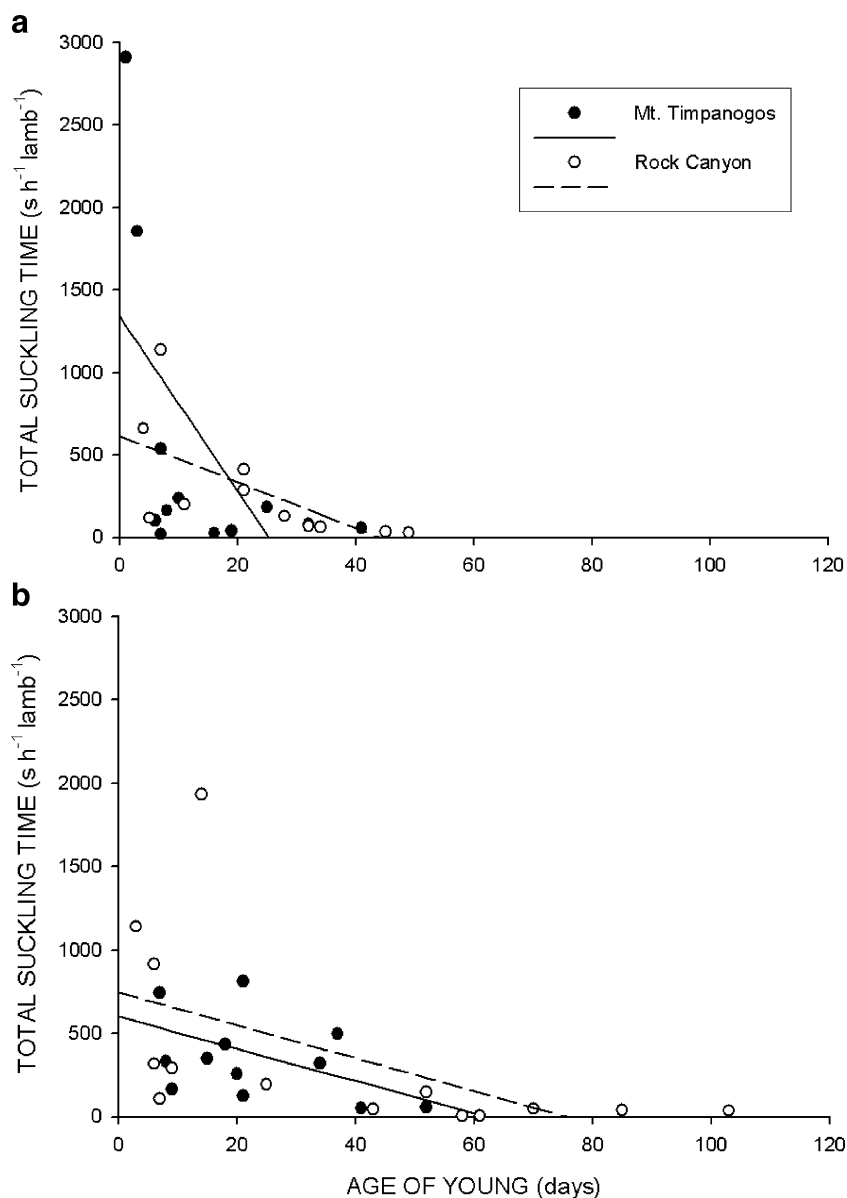 a
TOTAL SUCKLING TIME (s h⁻¹ lamb⁻¹)
3000
2500
2000
1500
1000
500
0
0 20 40 60 80 100 120
Mt. Timpanogos
Rock Canyon
b
TOTAL SUCKLING TIME (s h⁻¹ lamb⁻¹)
3000
2500
2000
1500
1000
500
0
0 20 40 60 80 100 120
AGE OF YOUNG (days)